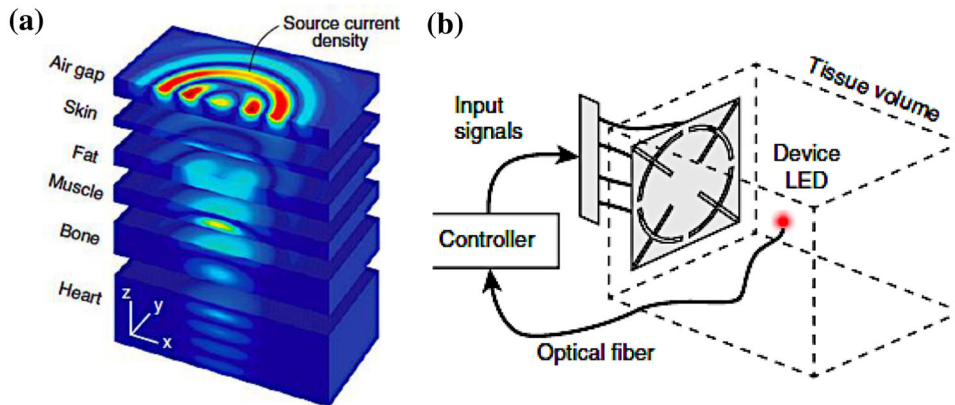 (a)
Source current
density
Air gap
Skin
Fat
Muscle
Bone
Heart
z
y
x
(b)
Input
signals
Tissue volume
Device
LED
Controller
Optical fiber